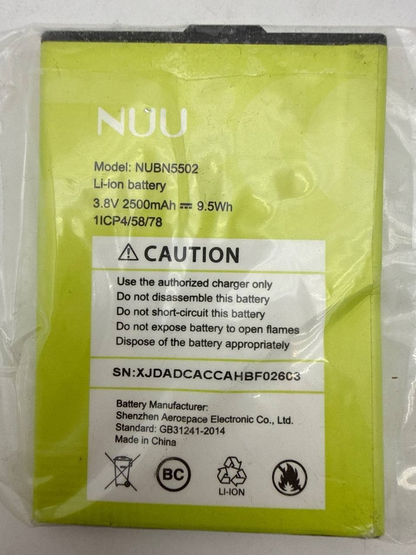 NUU
Model: NUBN5502
Li-ion battery
3.8V 2500mAh ⎓ 9.5Wh
1ICP4/58/78
⚠ CAUTION
Use the authorized charger only
Do not disassemble this battery
Do not short-circuit this battery
Do not expose battery to open flames
Dispose of the battery appropriately
SN:XJDADCACCAHBF02603
Battery Manufacturer:
Shenzhen Aerospace Electronic Co., Ltd.
Standard: GB31241-2014
Made in China
BC
LI-ION